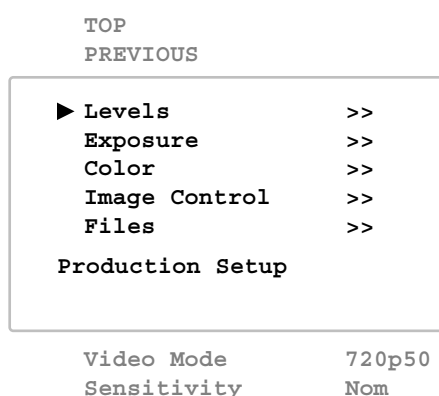 TOP
PREVIOUS
▶ Levels >>
Exposure >>
Color >>
Image Control >>
Files >>
Production Setup
Video Mode 720p50
Sensitivity Nom